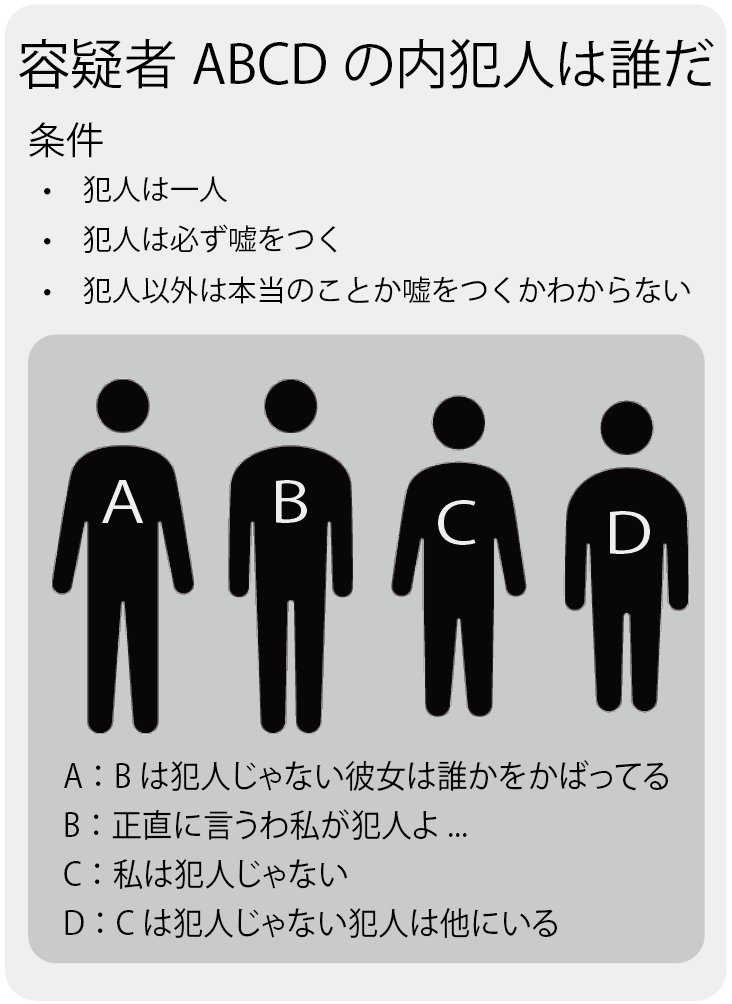 容疑者 ABCD の内犯人は誰だ
条件
・ 犯人は一人
・ 犯人は必ず嘘をつく
・ 犯人以外は本当のことか嘘をつくかわからない
A B C D
A：B は犯人じゃない彼女は誰かをかばってる
B：正直に言うわ私が犯人よ ...
C：私は犯人じゃない
D：C は犯人じゃない犯人は他にいる